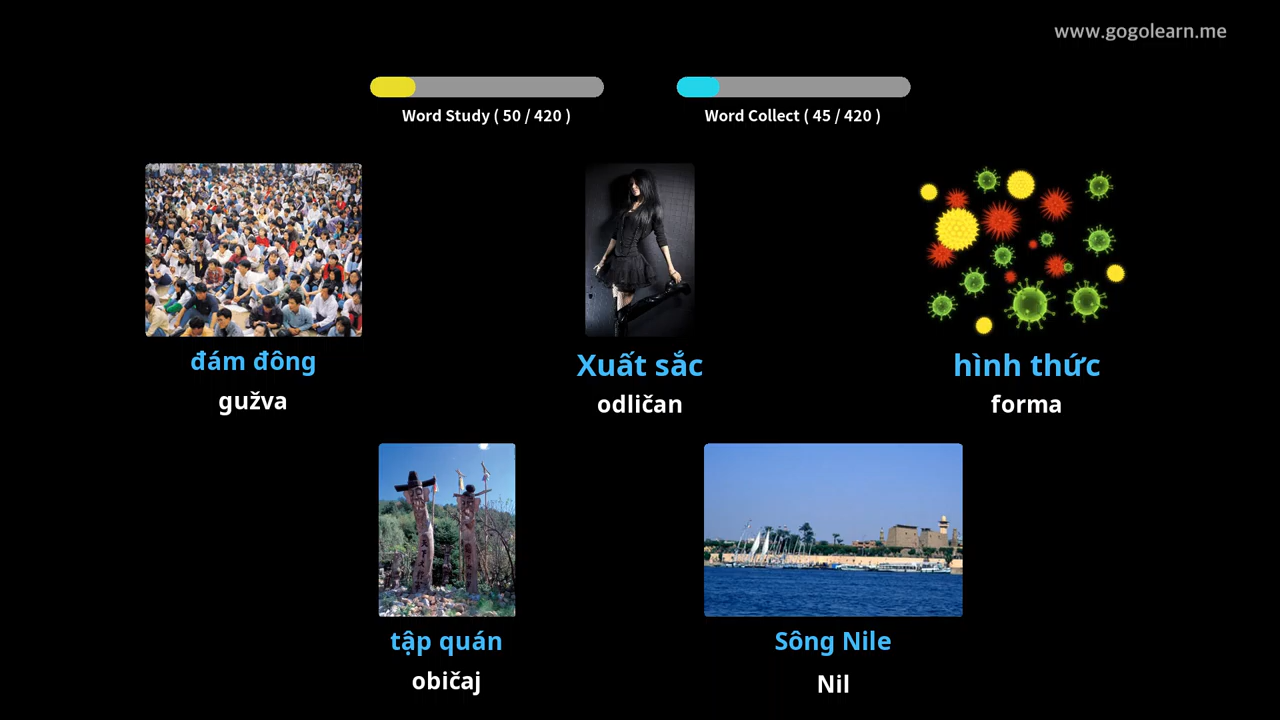 www.gogolearn.me
Word Study ( 50 / 420 )
Word Collect ( 45 / 420 )
đám đông
gužva
Xuất sắc
odličan
hình thức
forma
tập quán
običaj
Sông Nile
Nil